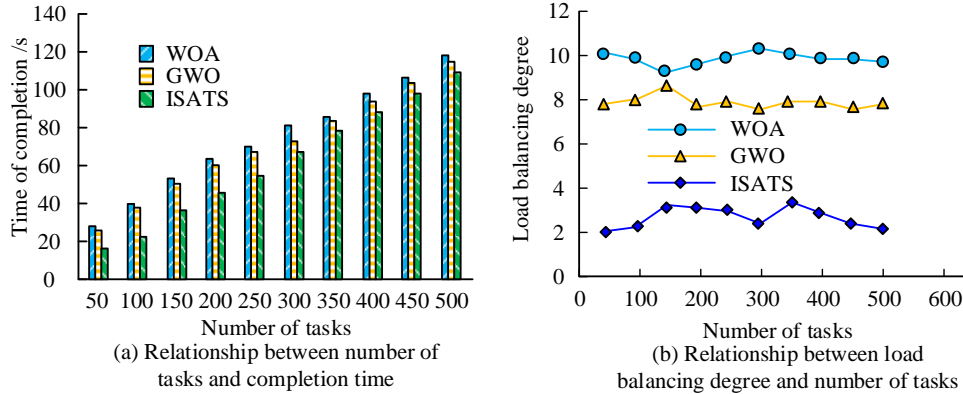 140
120
100
80
60
40
20
0
Time of completion /s
WOA
GWO
ISATS
50 100 150 200 250 300 350 400 450 500
Number of tasks
(a) Relationship between number of
tasks and completion time
12
10
8
6
4
2
0
Load balancing degree
WOA
GWO
ISATS
0 100 200 300 400 500 600
Number of tasks
(b) Relationship between load
balancing degree and number of tasks